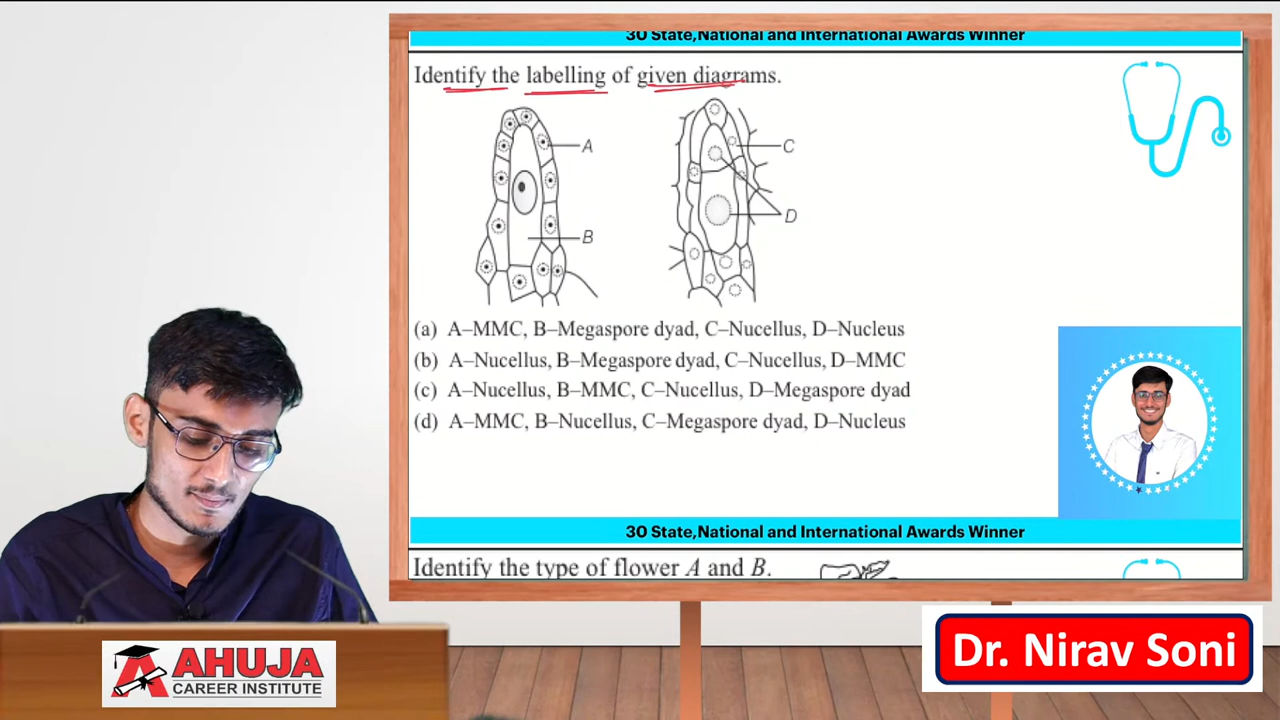 30 State,National and International Awards Winner
Identify the labelling of given diagrams.
A
B
C
D
(a) A–MMC, B–Megaspore dyad, C–Nucellus, D–Nucleus
(b) A–Nucellus, B–Megaspore dyad, C–Nucellus, D–MMC
(c) A–Nucellus, B–MMC, C–Nucellus, D–Megaspore dyad
(d) A–MMC, B–Nucellus, C–Megaspore dyad, D–Nucleus
30 State,National and International Awards Winner
Identify the type of flower A and B.
AHUJA
CAREER INSTITUTE
Dr. Nirav Soni